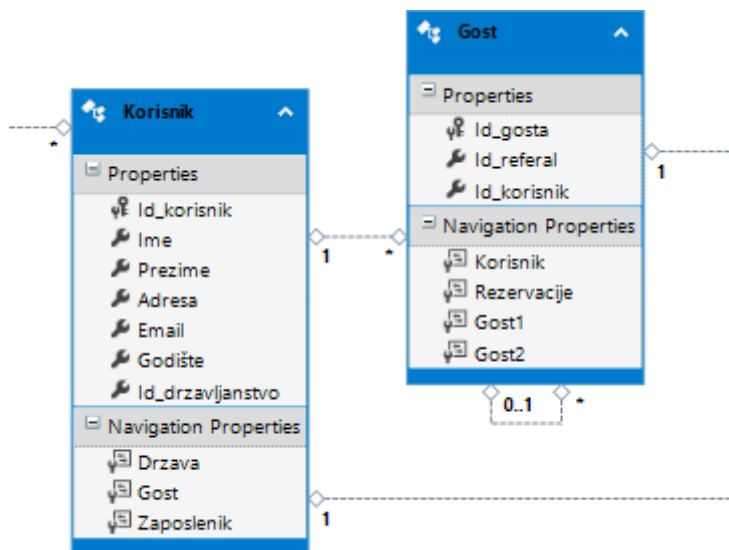 Korisnik
Properties
Id_korisnik
Ime
Prezime
Adresa
Email
Godište
Id_drzavljanstvo
Navigation Properties
Drzava
Gost
Zaposlenik
*
1
*
1
Gost
Properties
Id_gosta
Id_referal
Id_korisnik
Navigation Properties
Korisnik
Rezervacije
Gost1
Gost2
1
0..1
*